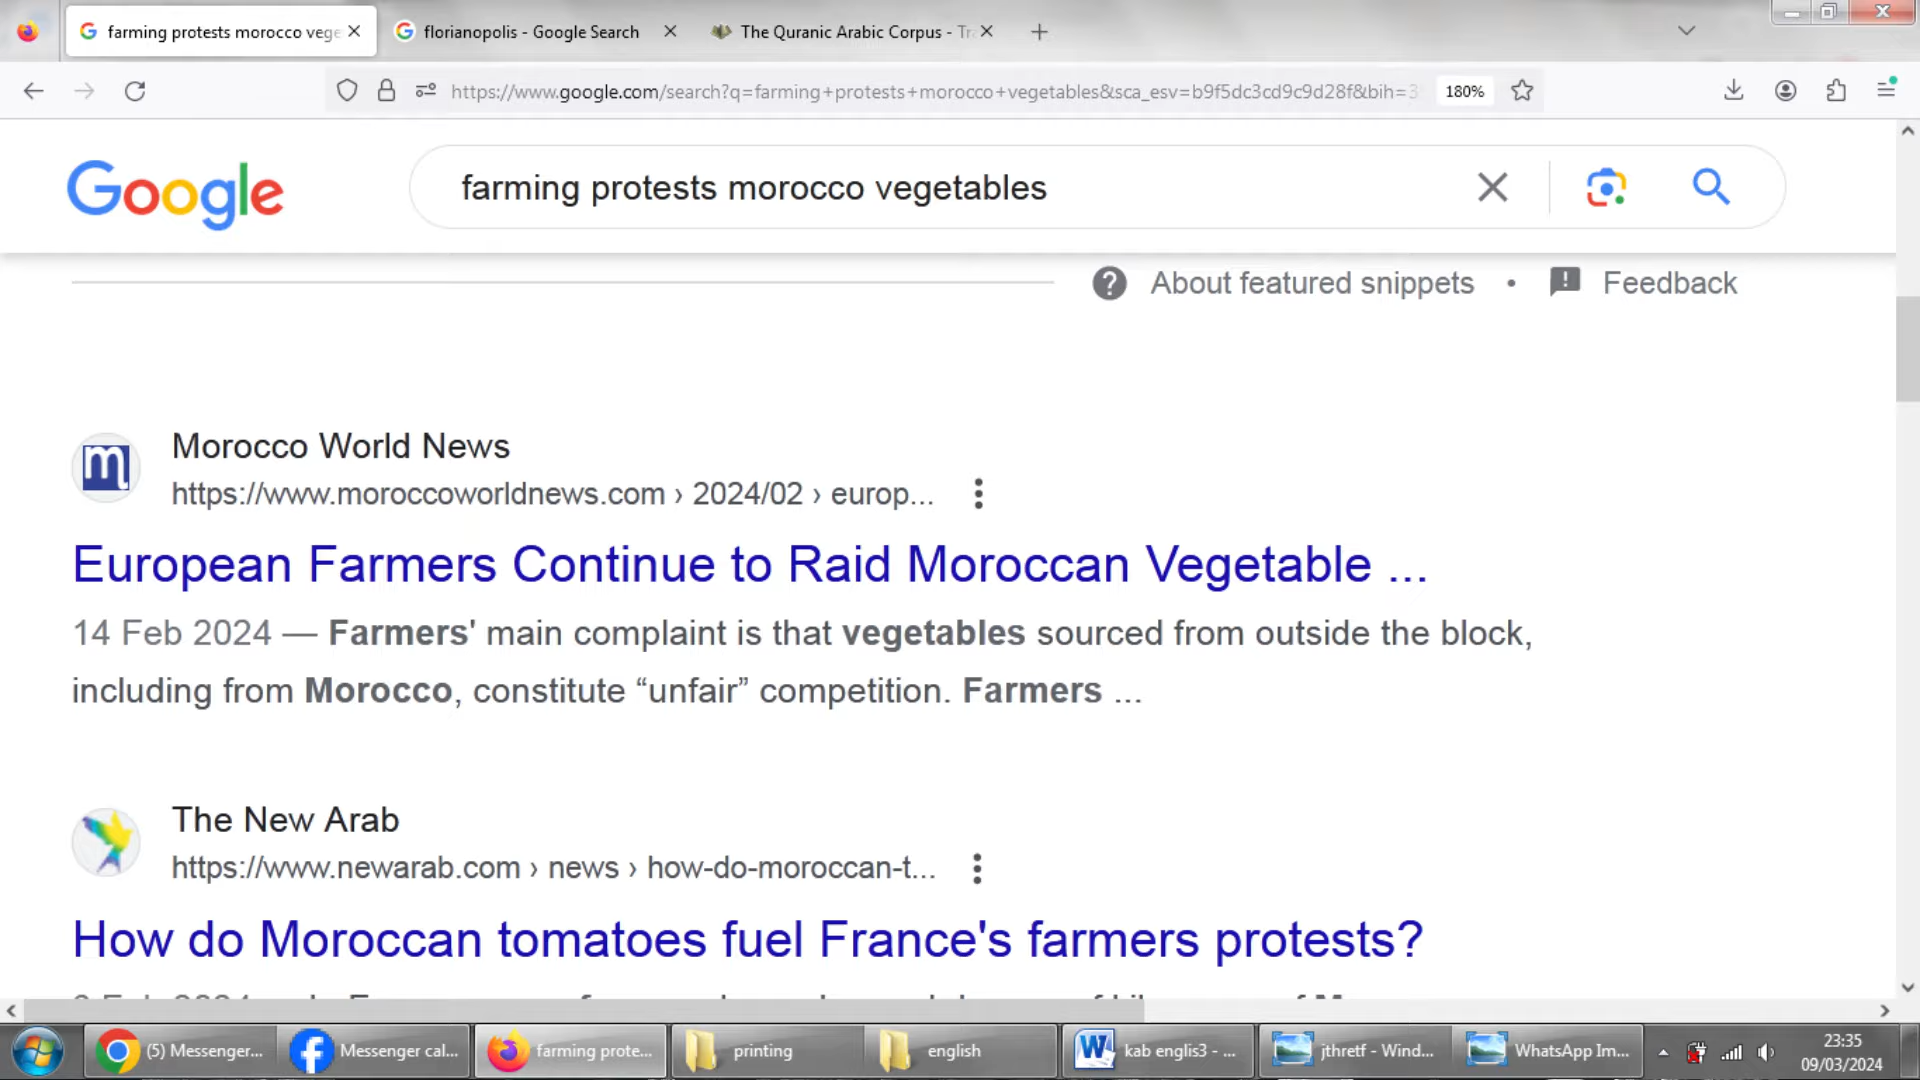 farming protests morocco vege
florianopolis - Google Search
The Quranic Arabic Corpus - Tra
https://www.google.com/search?q=farming+protests+morocco+vegetables&sca_esv=b9f5dc3cd9c9d28f&bih=3
180%
Google
farming protests morocco vegetables
About featured snippets • Feedback
Morocco World News
https://www.moroccoworldnews.com › 2024/02 › europ...
European Farmers Continue to Raid Moroccan Vegetable ...
14 Feb 2024 — Farmers' main complaint is that vegetables sourced from outside the block,
including from Morocco, constitute “unfair” competition. Farmers ...
The New Arab
https://www.newarab.com › news › how-do-moroccan-t...
How do Moroccan tomatoes fuel France's farmers protests?
(5) Messenger...
Messenger cal...
farming prote...
printing
english
kab englis3 - ...
jthretf - Wind...
WhatsApp Im...
23:35
09/03/2024